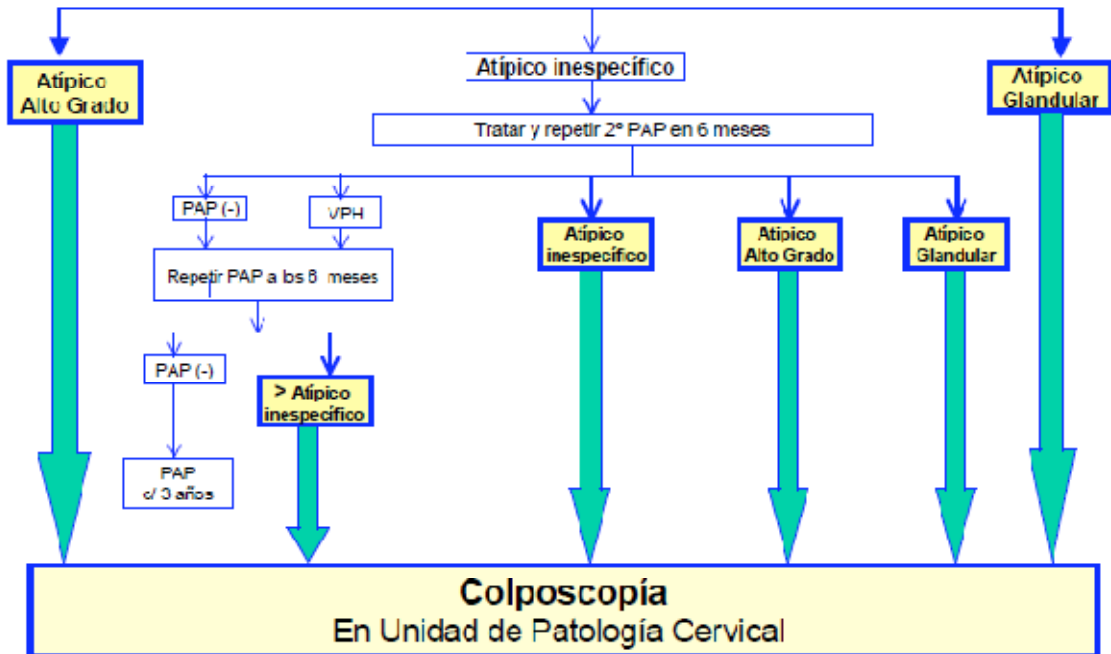 Atípico
Alto Grado
Atípico inespecífico
Atípico
Glandular
Tratar y repetir 2º PAP en 6 meses
PAP (-)
VPH
Atípico
inespecífico
Atípico
Alto Grado
Atípico
Glandular
Repetir PAP a los 6 meses
PAP (-)
> Atípico
inespecífico
PAP
c/ 3 años
Colposcopía
En Unidad de Patología Cervical